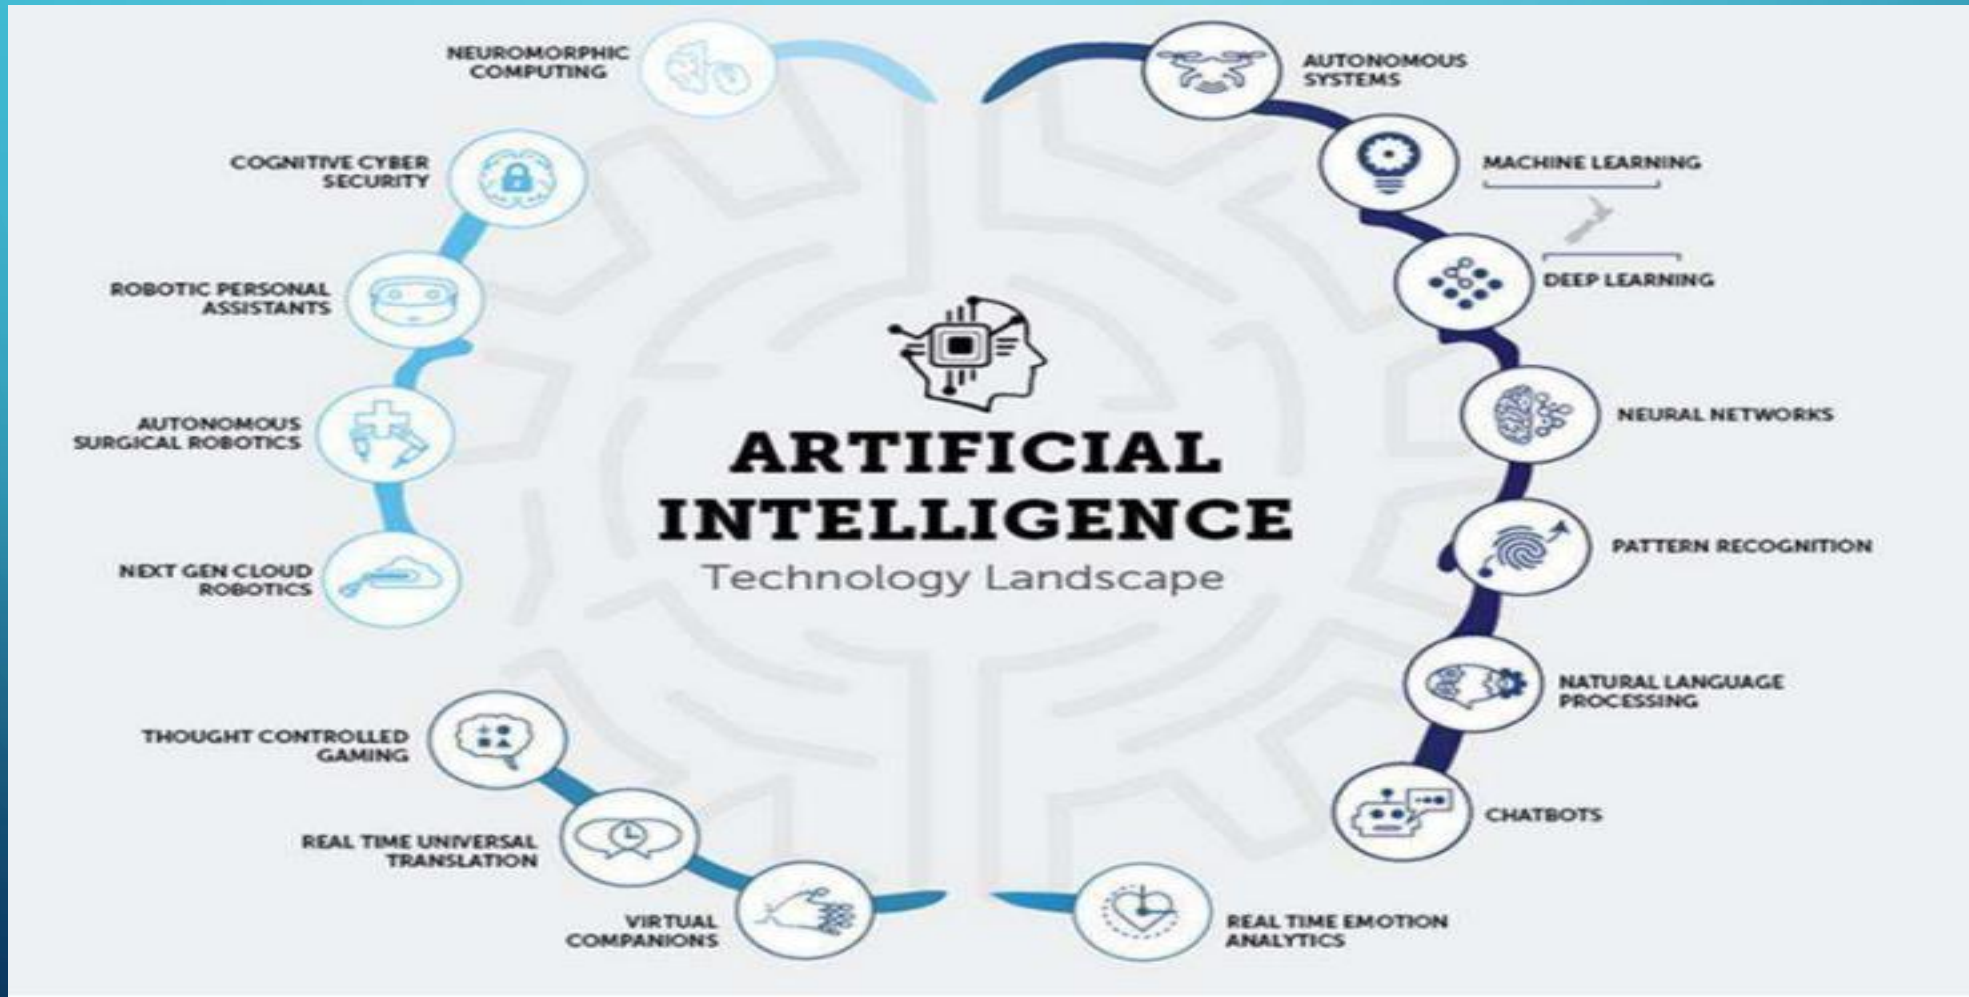 NEUROMORPHIC
COMPUTING
AUTONOMOUS
SYSTEMS
COGNITIVE CYBER
SECURITY
MACHINE LEARNING
ROBOTIC PERSONAL
ASSISTANTS
DEEP LEARNING
AUTONOMOUS
SURGICAL ROBOTICS
NEURAL NETWORKS
ARTIFICIAL
INTELLIGENCE
Technology Landscape
NEXT GEN CLOUD
ROBOTICS
PATTERN RECOGNITION
NATURAL LANGUAGE
PROCESSING
THOUGHT CONTROLLED
GAMING
CHATBOTS
REAL TIME UNIVERSAL
TRANSLATION
VIRTUAL
COMPANIONS
REAL TIME EMOTION
ANALYTICS